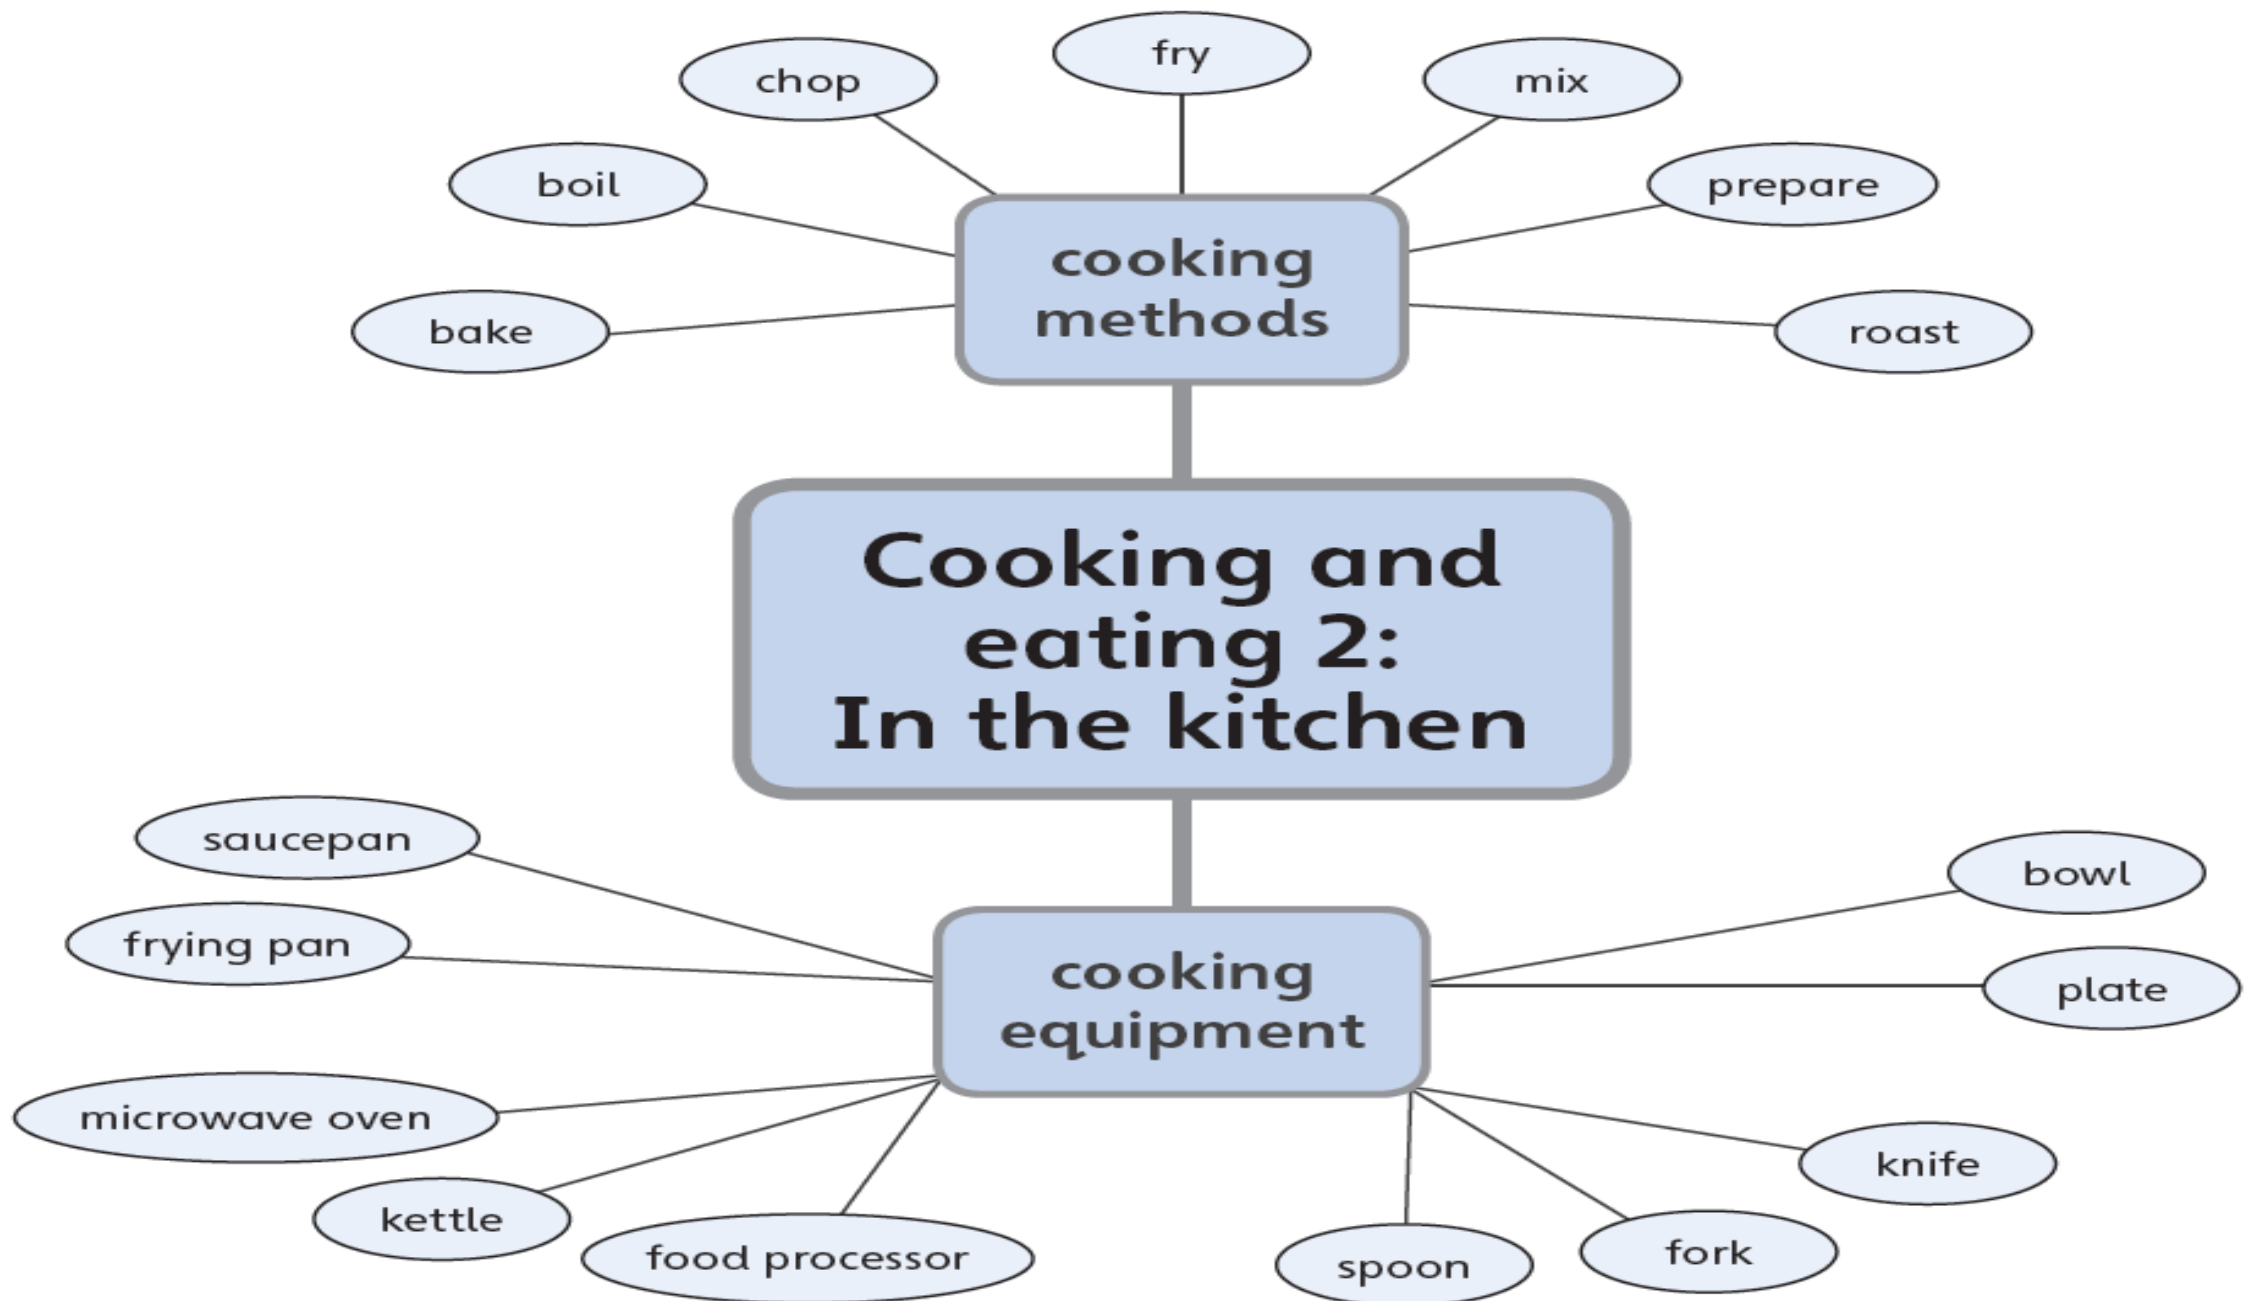 fry
chop
mix
boil
prepare
bake
roast
cooking
methods
Cooking and
eating 2:
In the kitchen
saucepan
frying pan
microwave oven
kettle
food processor
cooking
equipment
bowl
plate
knife
fork
spoon